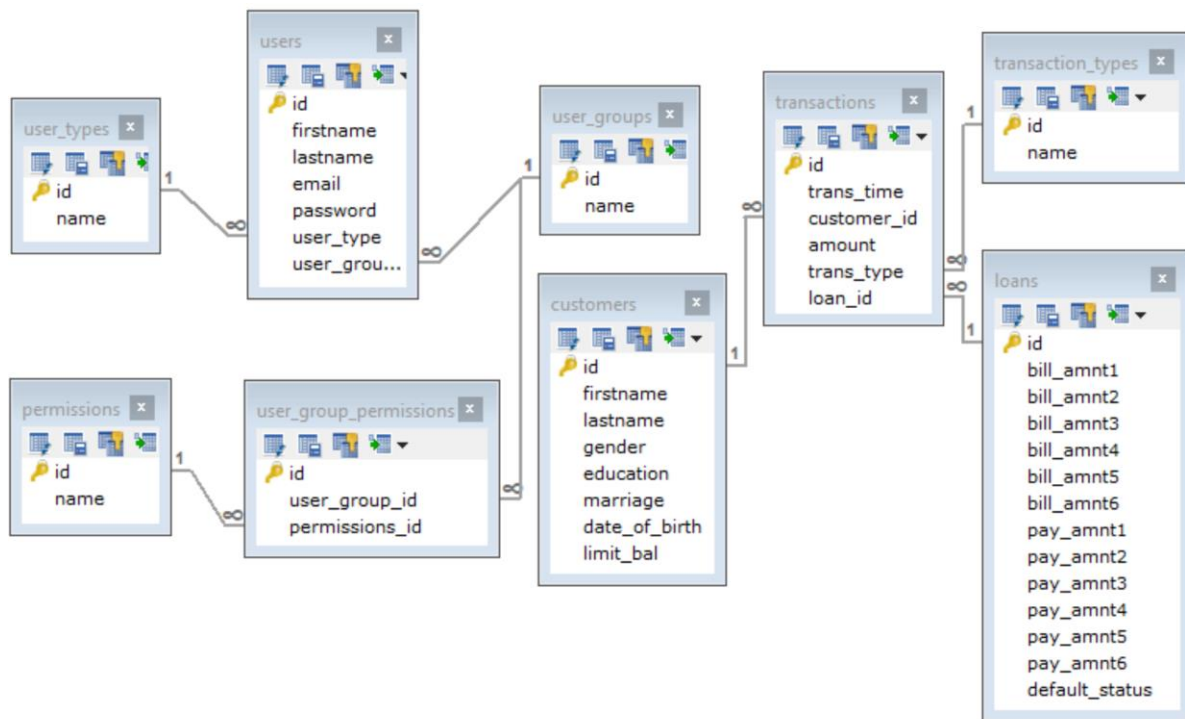 users
id
firstname
lastname
email
password
user_type
user_grou...
user_types
id
name
1
∞
user_groups
id
name
1
∞
transactions
id
trans_time
customer_id
amount
trans_type
loan_id
transaction_types
id
name
1
∞
permissions
id
name
1
∞
user_group_permissions
id
user_group_id
permissions_id
∞
customers
id
firstname
lastname
gender
education
marriage
date_of_birth
limit_bal
1
∞
loans
id
bill_amnt1
bill_amnt2
bill_amnt3
bill_amnt4
bill_amnt5
bill_amnt6
pay_amnt1
pay_amnt2
pay_amnt3
pay_amnt4
pay_amnt5
pay_amnt6
default_status
1
∞